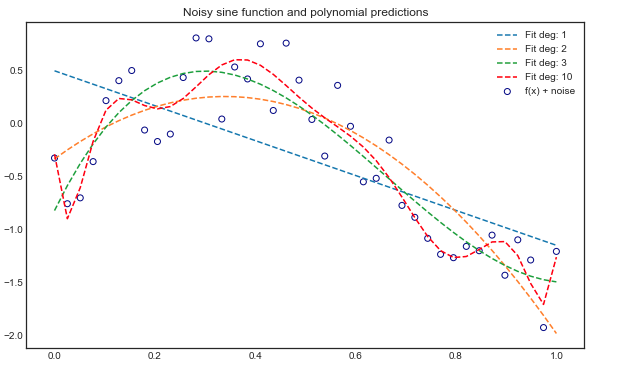 Noisy sine function and polynomial predictions
Fit deg: 1
Fit deg: 2
Fit deg: 3
Fit deg: 10
f(x) + noise
0.5
0.0
−0.5
−1.0
−1.5
−2.0
0.0 0.2 0.4 0.6 0.8 1.0